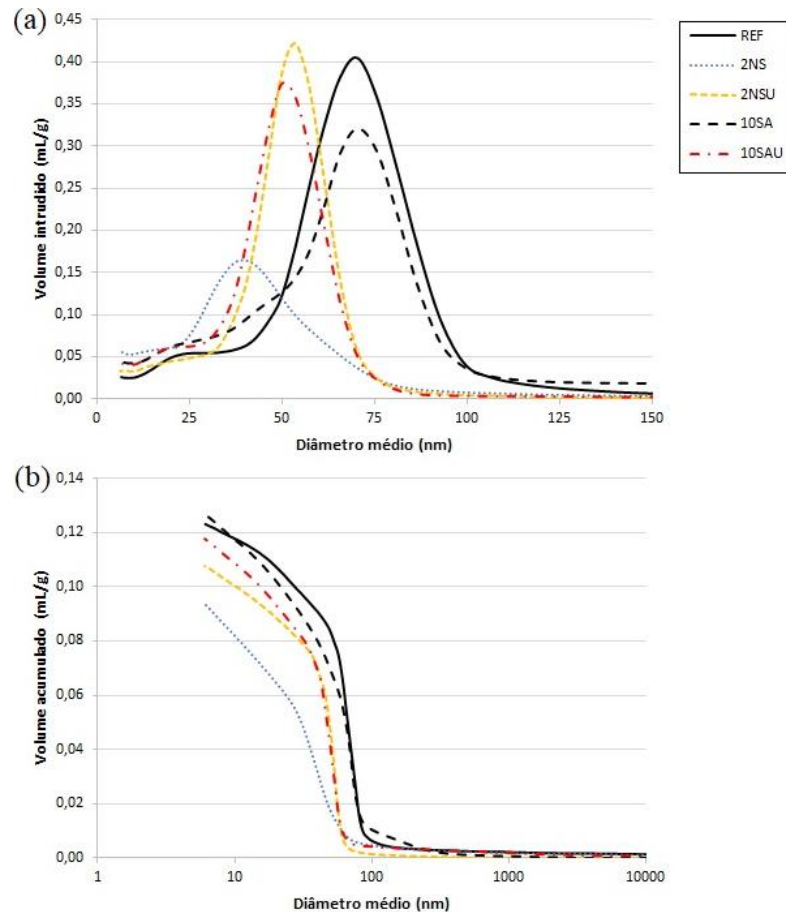 (a)
0,45
0,40
0,35
0,30
0,25
0,20
0,15
0,10
0,05
0,00
Volume intrudido (mL/g)
0 25 50 75 100 125 150
Diâmetro médio (nm)
REF
2NS
2NSU
10SA
10SAU
(b)
0,14
0,12
0,10
0,08
0,06
0,04
0,02
0,00
Volume acumulado (mL/g)
1 10 100 1000 10000
Diâmetro médio (nm)